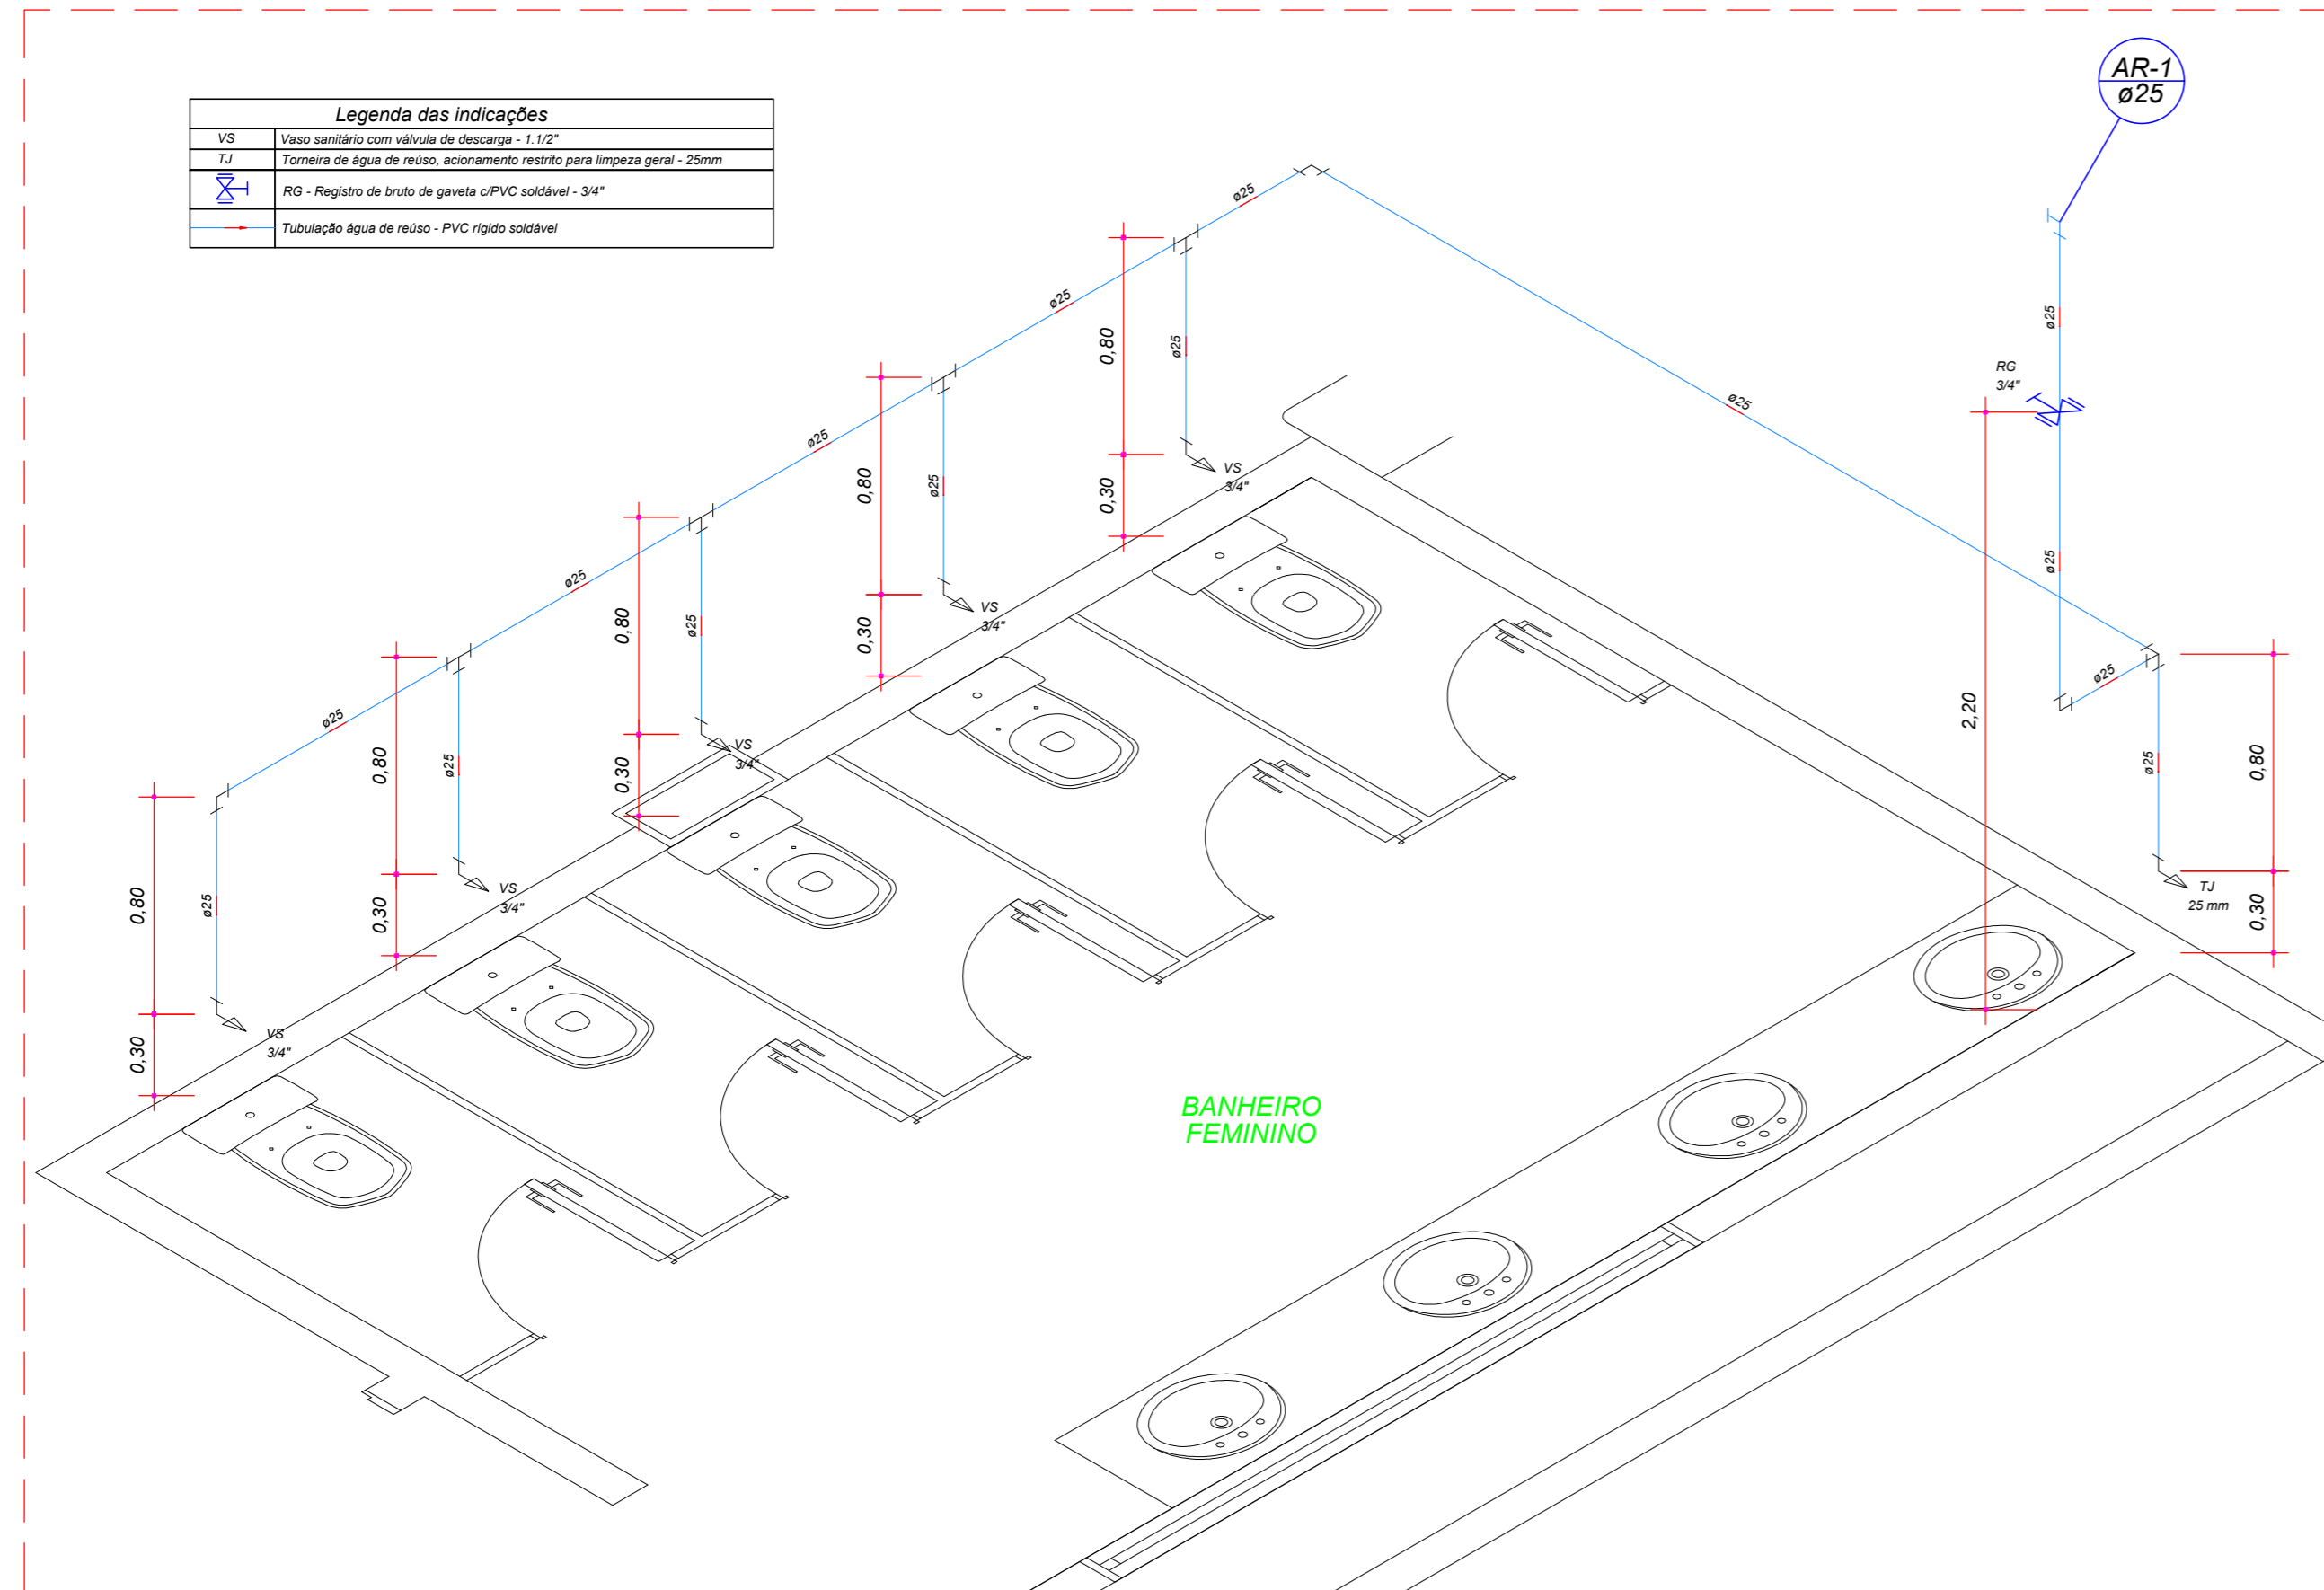 AR-1
ø25
Legenda das indicações
VS Vaso sanitário com válvula de descarga - 1.1/2"
TJ Torneira de água de reúso, acionamento restrito para limpeza geral - 25mm
RG - Registro de bruto de gaveta c/PVC soldável - 3/4"
Tubulação água de reúso - PVC rígido soldável
ø25
ø25
ø25
ø25
ø25
ø25
0,80
ø25
0,30
VS
3/4"
0,80
ø25
0,30
VS
3/4"
0,80
ø25
0,30
VS
3/4"
0,80
ø25
0,30
VS
3/4"
0,80
ø25
0,30
VS
3/4"
ø25
RG
3/4"
ø25
2,20
ø25
ø25
0,80
TJ
25 mm
0,30
BANHEIRO
FEMININO